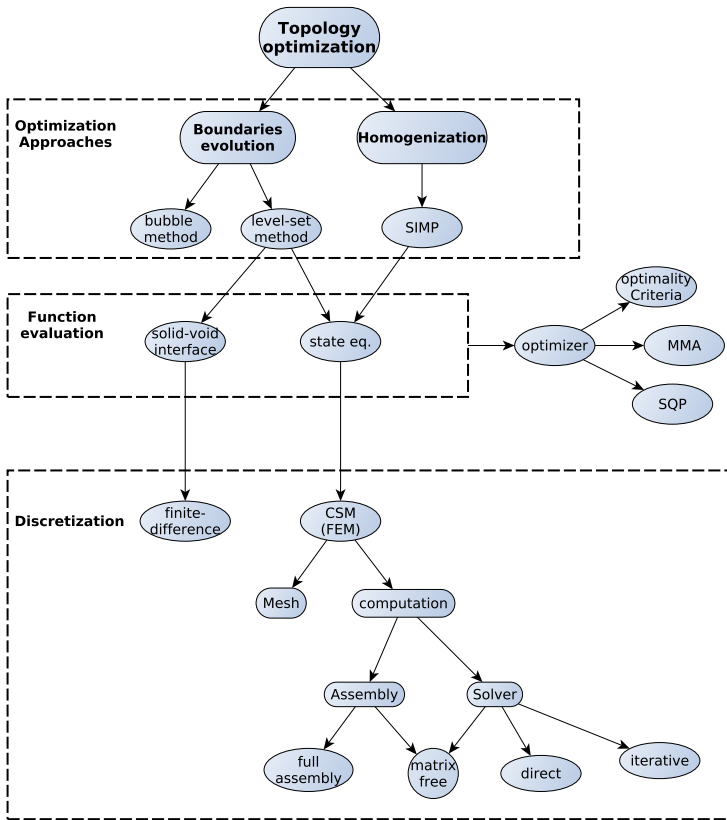 Topology
optimization
Optimization
Approaches
Boundaries
evolution
Homogenization
bubble
method
level-set
method
SIMP
Function
evaluation
solid-void
interface
state eq.
optimizer
optimality
Criteria
MMA
SQP
Discretization
finite-
difference
CSM
(FEM)
Mesh
computation
Assembly
Solver
full
assembly
matrix
free
direct
iterative